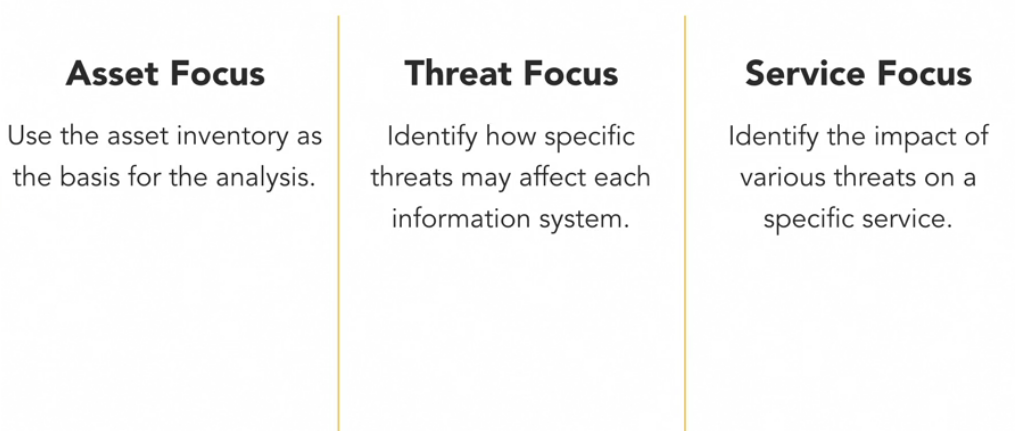 Asset Focus
Use the asset inventory as
the basis for the analysis.
Threat Focus
Identify how specific
threats may affect each
information system.
Service Focus
Identify the impact of
various threats on a
specific service.